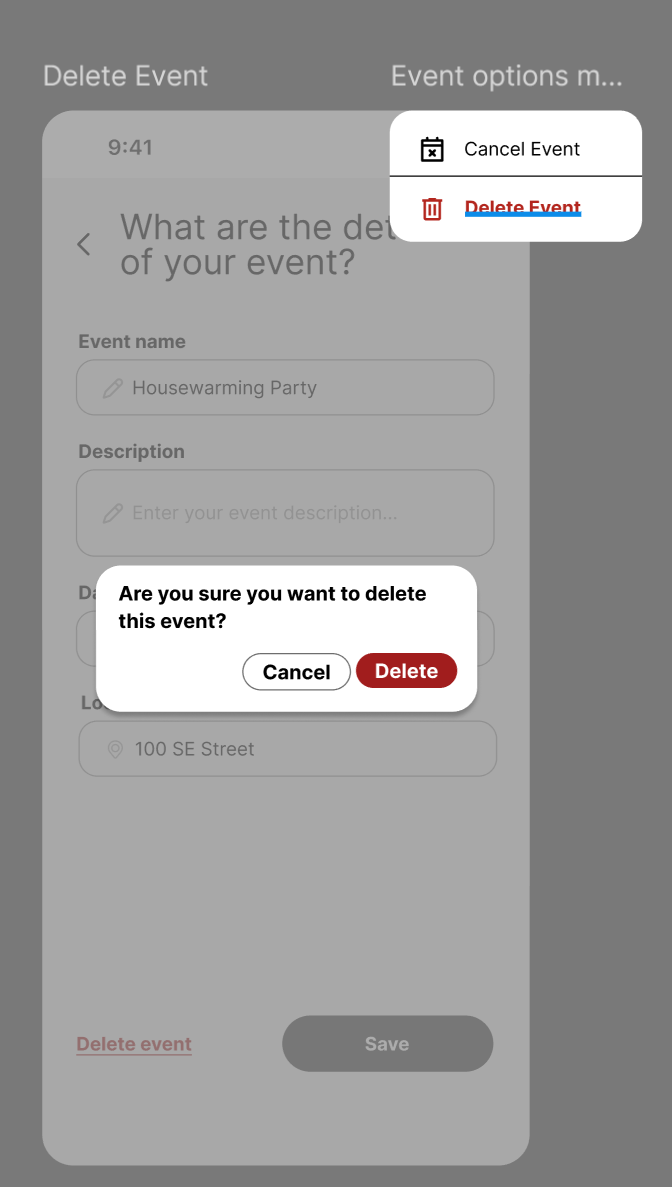 Delete Event
Event options m...
9:41
Cancel Event
Delete Event
What are the det
of your event?
Event name
Housewarming Party
Description
Enter your event description...
Da
Are you sure you want to delete
this event?
Cancel
Delete
Lo
100 SE Street
Delete event
Save